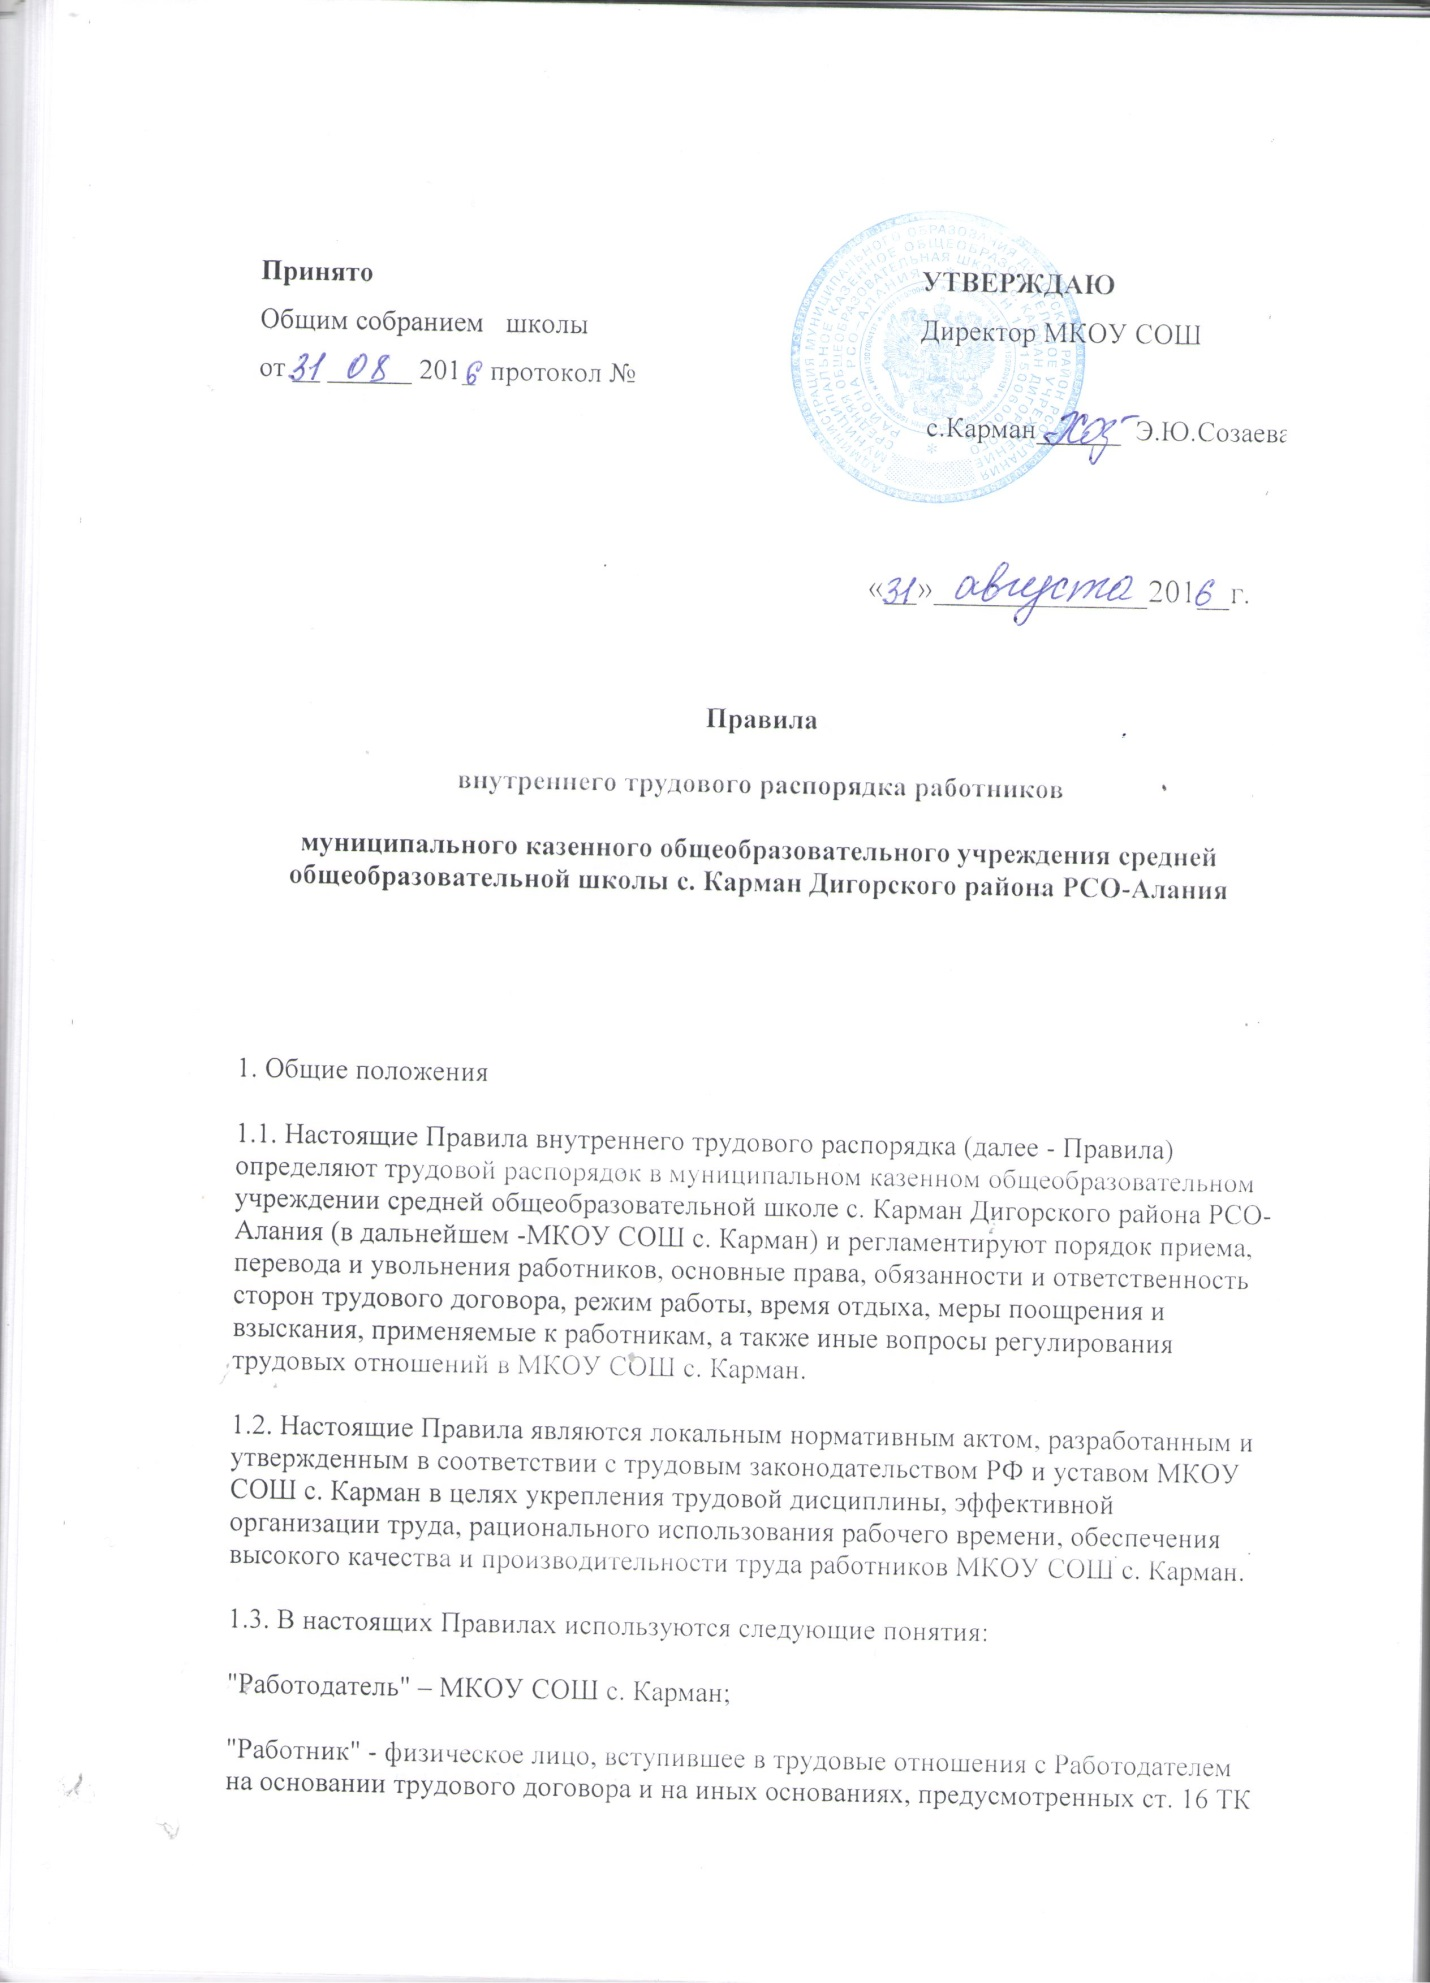 Принято
Общим собранием школы
от 31 08 2016 протокол №
УТВЕРЖДАЮ
Директор МКОУ СОШ
с.Карман Э.Ю.Созаева
«31» августа 2016 г.
Правила
внутреннего трудового распорядка работников
муниципального казенного общеобразовательного учреждения средней
общеобразовательной школы с. Карман Дигорского района РСО-Алания
1. Общие положения
1.1. Настоящие Правила внутреннего трудового распорядка (далее - Правила)
определяют трудовой распорядок в муниципальном казенном общеобразовательном
учреждении средней общеобразовательной школе с. Карман Дигорского района РСО-
Алания (в дальнейшем -МКОУ СОШ с. Карман) и регламентируют порядок приема,
перевода и увольнения работников, основные права, обязанности и ответственность
сторон трудового договора, режим работы, время отдыха, меры поощрения и
взыскания, применяемые к работникам, а также иные вопросы регулирования
трудовых отношений в МКОУ СОШ с. Карман.
1.2. Настоящие Правила являются локальным нормативным актом, разработанным и
утвержденным в соответствии с трудовым законодательством РФ и уставом МКОУ
СОШ с. Карман в целях укрепления трудовой дисциплины, эффективной
организации труда, рационального использования рабочего времени, обеспечения
высокого качества и производительности труда работников МКОУ СОШ с. Карман.
1.3. В настоящих Правилах используются следующие понятия:
"Работодатель" – МКОУ СОШ с. Карман;
"Работник" - физическое лицо, вступившее в трудовые отношения с Работодателем
на основании трудового договора и на иных основаниях, предусмотренных ст. 16 ТК